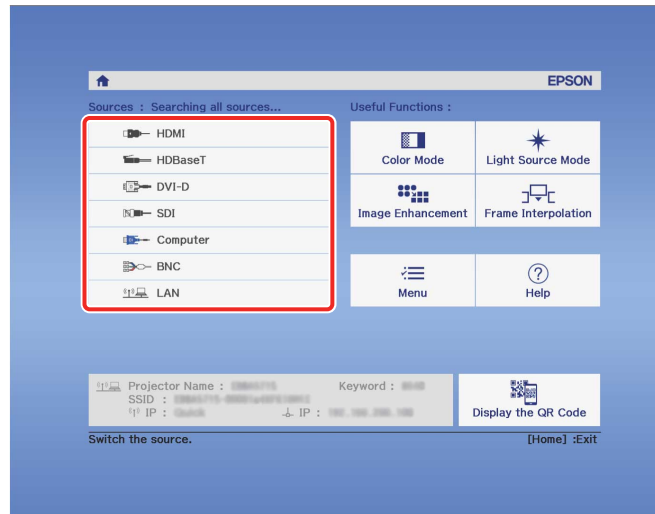 EPSON
Sources : Searching all sources...
Useful Functions :
HDMI
HDBaseT
DVI-D
SDI
Computer
BNC
LAN
Color Mode
Light Source Mode
Image Enhancement
Frame Interpolation
Menu
Help
Projector Name :
Keyword :
SSID :
IP :
IP :
Display the QR Code
Switch the source.
[Home] :Exit